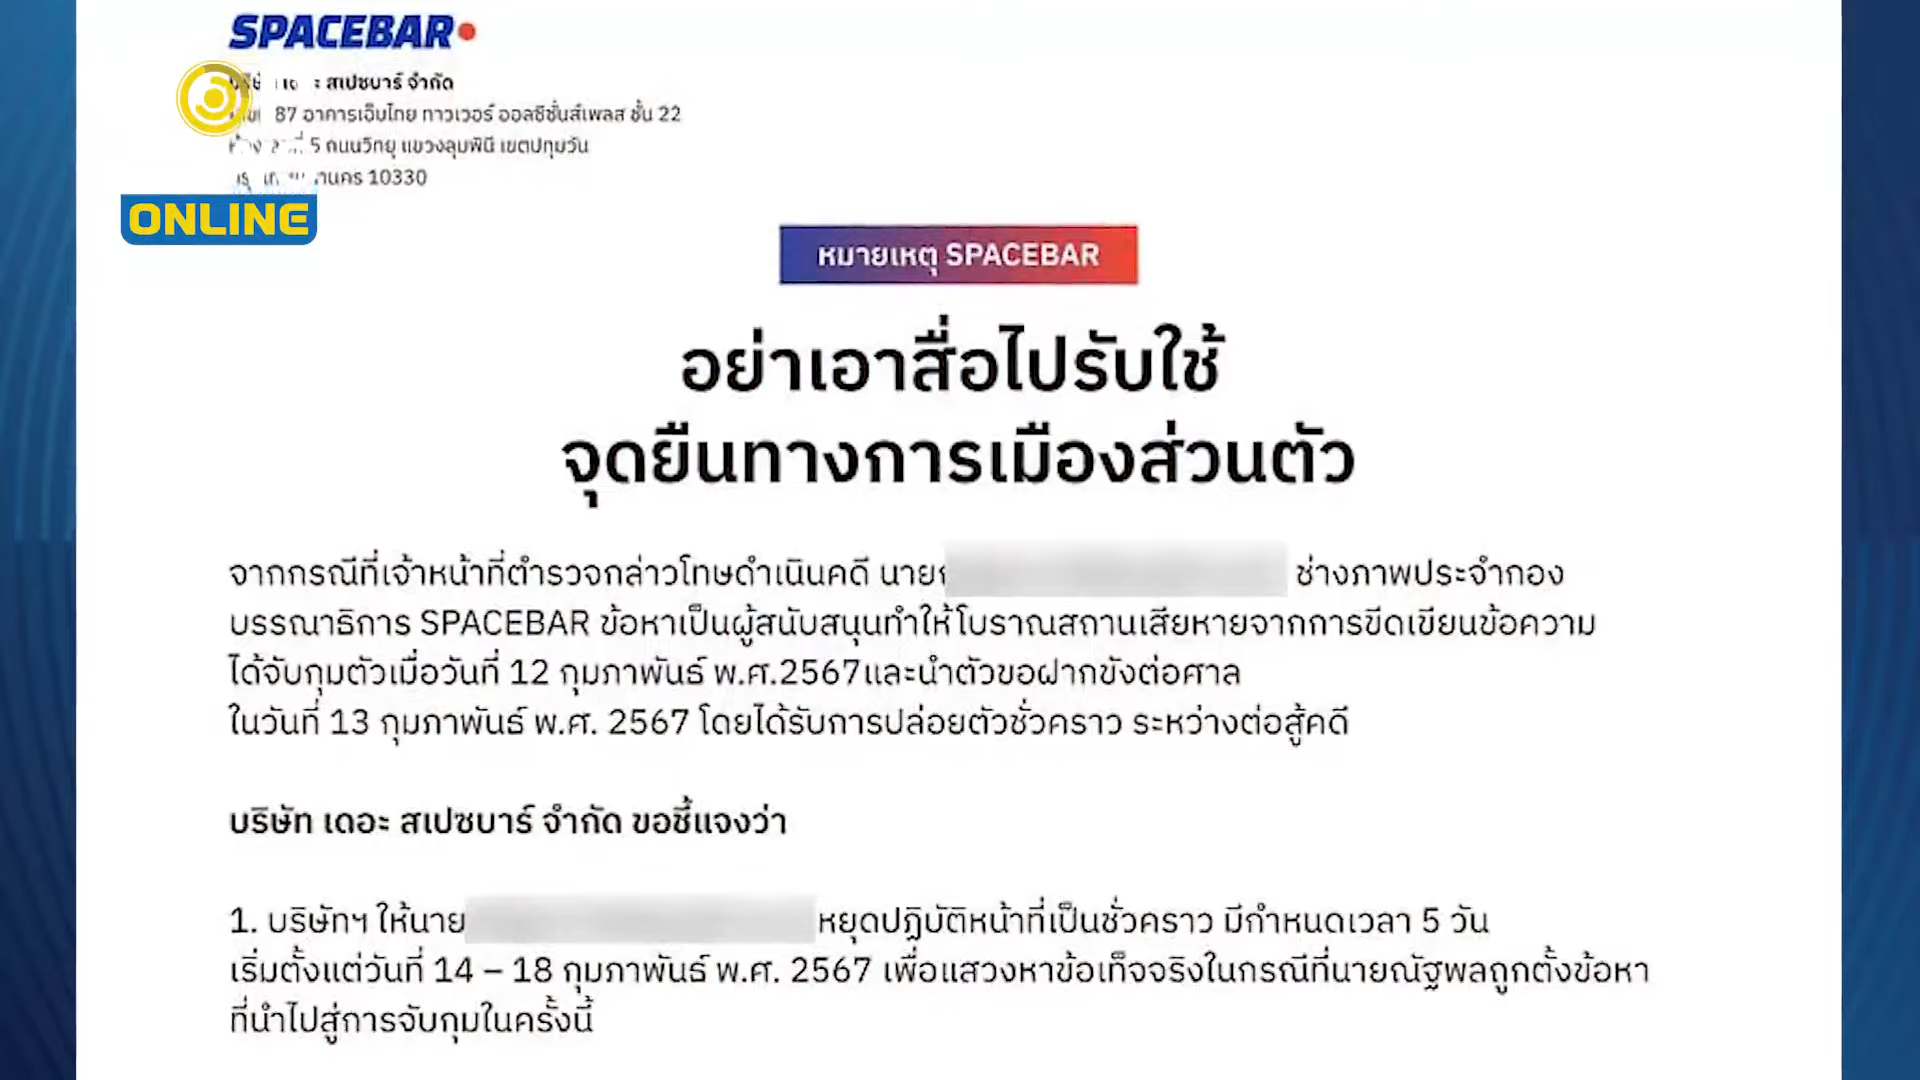 SPACEBAR
สเปซบาร์ จำกัด
87 อาคารเอ็มไทย ทาวเวอร์ ออลซีซั่นส์เพลส ชั้น 22
5 ถนนวิทยุ แขวงลุมพินี เขตปทุมวัน
10330
ONLINE
หมายเหตุ SPACEBAR
อย่าเอาสื่อไปรับใช้
จุดยืนทางการเมืองส่วนตัว
จากกรณีที่เจ้าหน้าที่ตำรวจกล่าวโทษดำเนินคดี นาย ช่างภาพประจำกอง
บรรณาธิการ SPACEBAR ข้อหาเป็นผู้สนับสนุนทำให้โบราณสถานเสียหายจากการขีดเขียนข้อความ
ได้จับกุมตัวเมื่อวันที่ 12 กุมภาพันธ์ พ.ศ.2567และนำตัวขอฝากขังต่อศาล
ในวันที่ 13 กุมภาพันธ์ พ.ศ. 2567 โดยได้รับการปล่อยตัวชั่วคราว ระหว่างต่อสู้คดี
บริษัท เดอะ สเปซบาร์ จำกัด ขอชี้แจงว่า
1. บริษัทฯ ให้นาย หยุดปฏิบัติหน้าที่เป็นชั่วคราว มีกำหนดเวลา 5 วัน
เริ่มตั้งแต่วันที่ 14 – 18 กุมภาพันธ์ พ.ศ. 2567 เพื่อแสวงหาข้อเท็จจริงในกรณีที่นายณัฐพลถูกตั้งข้อหา
ที่นำไปสู่การจับกุมในครั้งนี้